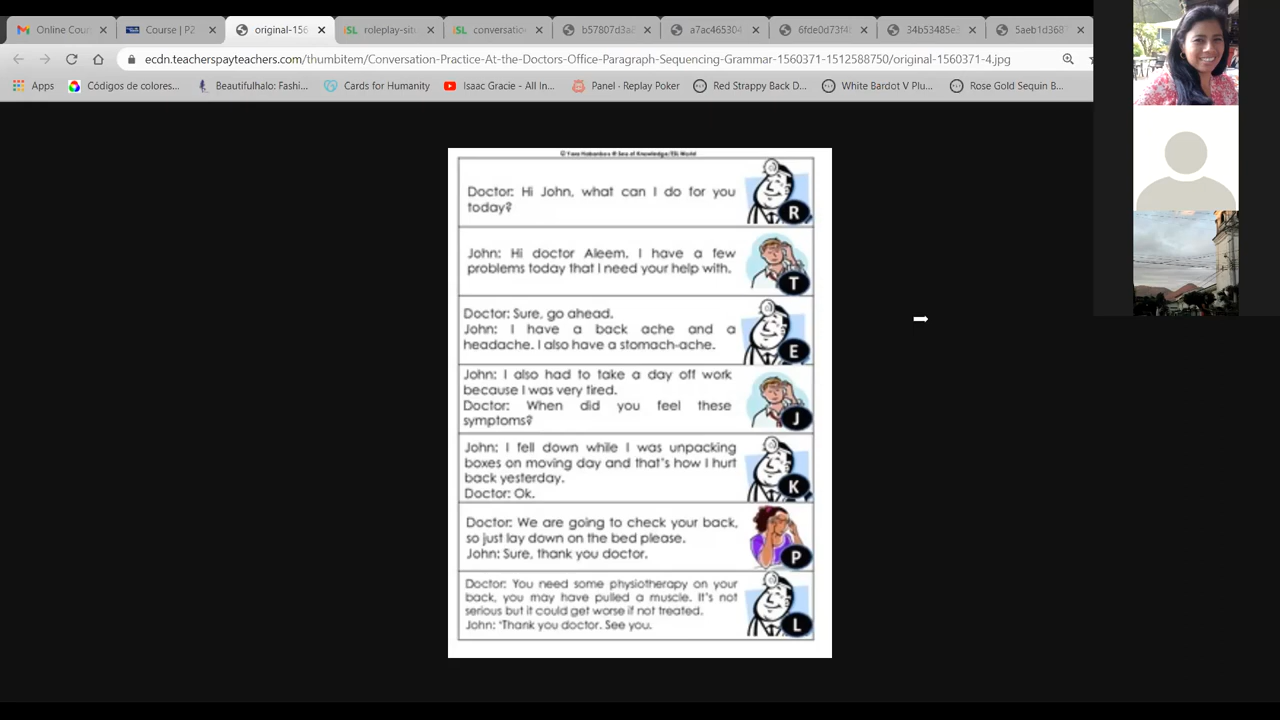 Online Cour
Course | P2
original-156
roleplay-site
conversatio
b57807d3a8
a7ac465304
6fde0d73f4
34b53485e
5aeb1d368
ecdn.teacherspayteachers.com/thumbitem/Conversation-Practice-At-the-Doctors-Office-Paragraph-Sequencing-Grammar-1560371-1512588750/original-1560371-4.jpg
Apps
Códigos de colores...
Beautifulhalo: Fashi...
Cards for Humanity
Isaac Gracie - All In...
Panel · Replay Poker
Red Strappy Back D...
White Bardot V Plu...
Rose Gold Sequin B...
Doctor: Hi John, what can I do for you
today?
R
John: Hi doctor Aleem, I have a few
problems today that I need your help with.
T
Doctor: Sure, go ahead.
John: I have a back ache and a
headache. I also have a stomach-ache.
E
John: I also had to take a day off work
because I was very tired.
Doctor: When did you feel these
symptoms?
J
John: I fell down while I was unpacking
boxes on moving day and that's how I hurt
back yesterday.
Doctor: Ok.
K
Doctor: We are going to check your back,
so just lay down on the bed please.
John: Sure, thank you doctor.
P
Doctor: You need some physiotherapy on your
back, you may have pulled a muscle. It's not
serious but it could get worse if not treated.
John: 'Thank you doctor. See you.
L